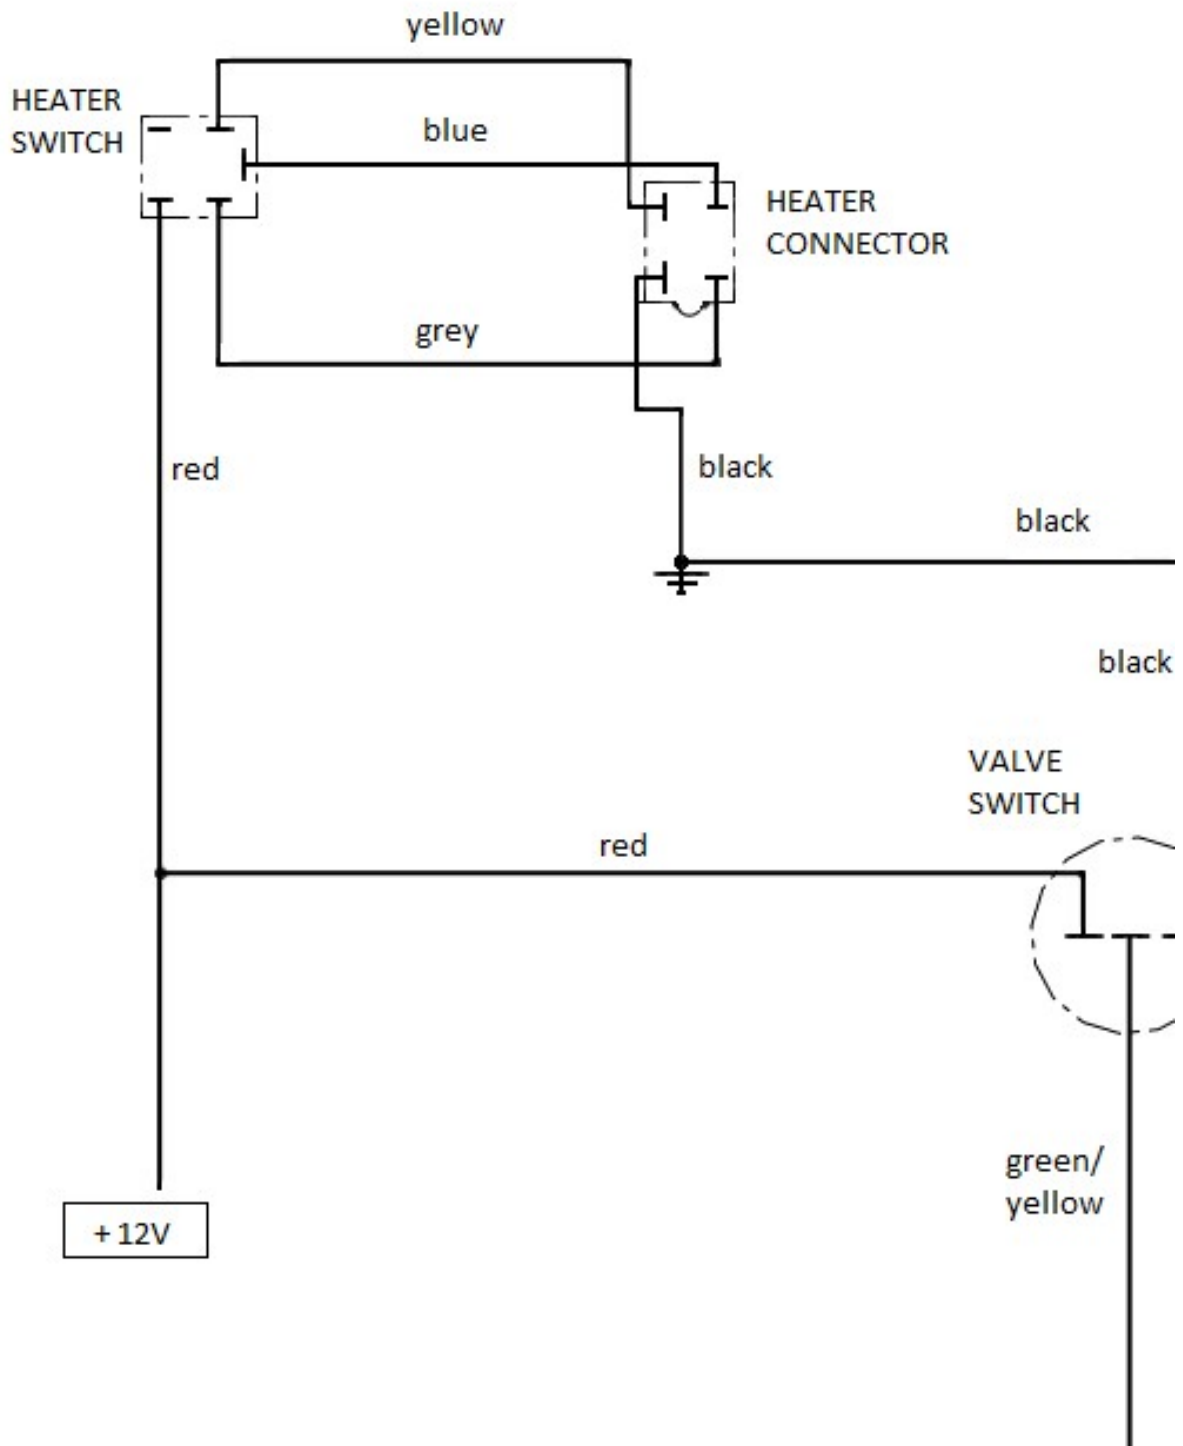 yellow
HEATER
SWITCH
blue
HEATER
CONNECTOR
grey
red
black
black
black
VALVE
SWITCH
red
green/
yellow
+ 12V